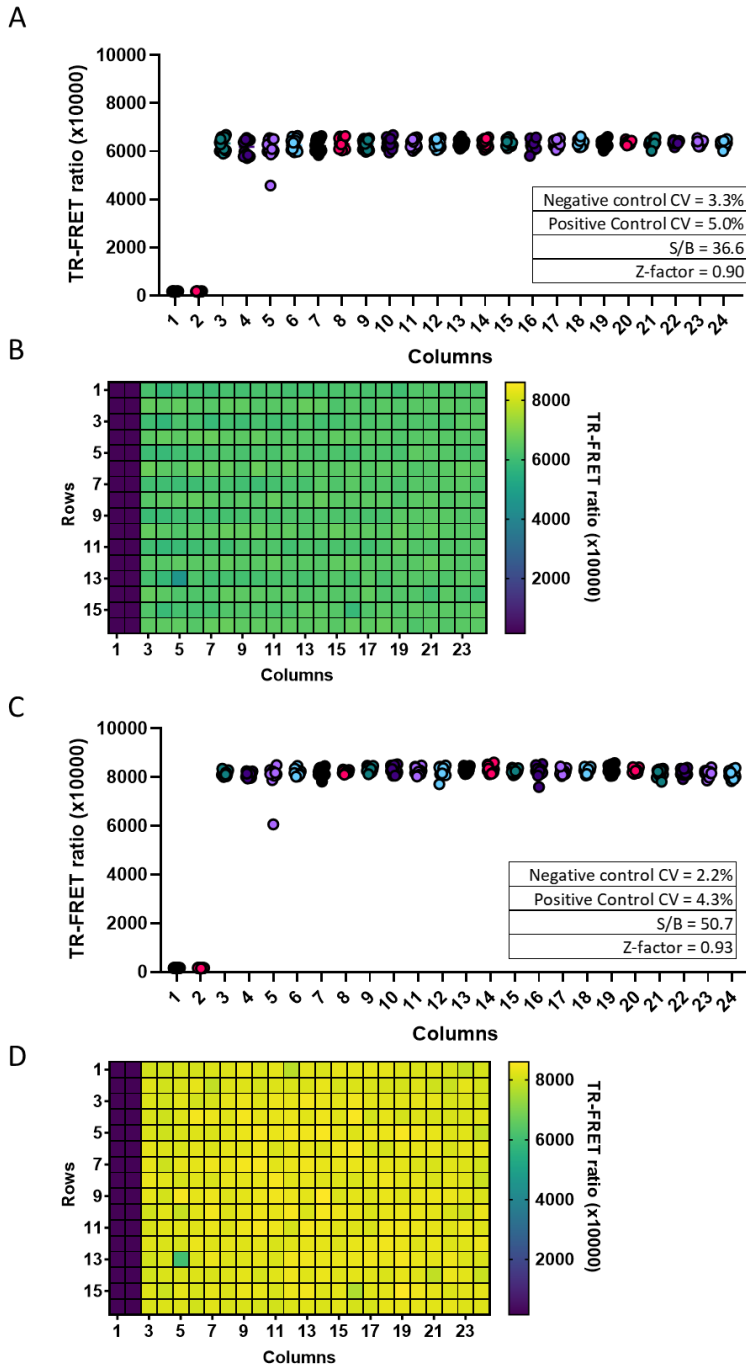 A
TR-FRET ratio (x10000)
10000
8000
6000
4000
2000
0
Negative control CV = 3.3%
Positive Control CV = 5.0%
S/B = 36.6
Z-factor = 0.90
1 2 3 4 5 6 7 8 9 10 11 12 13 14 15 16 17 18 19 20 21 22 23 24
Columns
B
Rows
1
3
5
7
9
11
13
15
1 3 5 7 9 11 13 15 17 19 21 23
Columns
8000
6000
4000
2000
TR-FRET ratio (x10000)
C
TR-FRET ratio (x10000)
10000
8000
6000
4000
2000
0
Negative control CV = 2.2%
Positive Control CV = 4.3%
S/B = 50.7
Z-factor = 0.93
1 2 3 4 5 6 7 8 9 10 11 12 13 14 15 16 17 18 19 20 21 22 23 24
Columns
D
Rows
1
3
5
7
9
11
13
15
1 3 5 7 9 11 13 15 17 19 21 23
Columns
8000
6000
4000
2000
TR-FRET ratio (x10000)